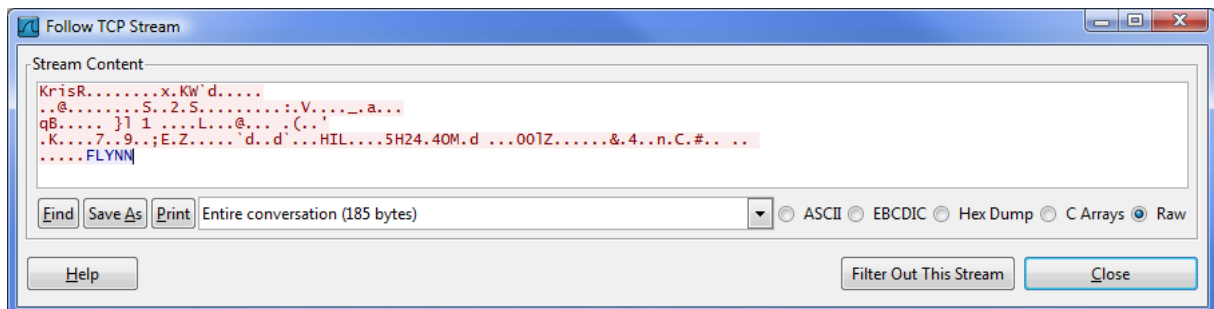 Follow TCP Stream
Stream Content
KrisR........x.KW`d.....
..@........S..2.S.........:.V...._.a...
qB..... }l 1 ....L...@... .(..'
.K....7..9..;E.Z.....`d..d`...HIL....5H24.4OM.d ...OOlZ......&.4..n.C.#.. ..
.....FLYNN
Find Save As Print Entire conversation (185 bytes) ASCII EBCDIC Hex Dump C Arrays Raw
Help Filter Out This Stream Close